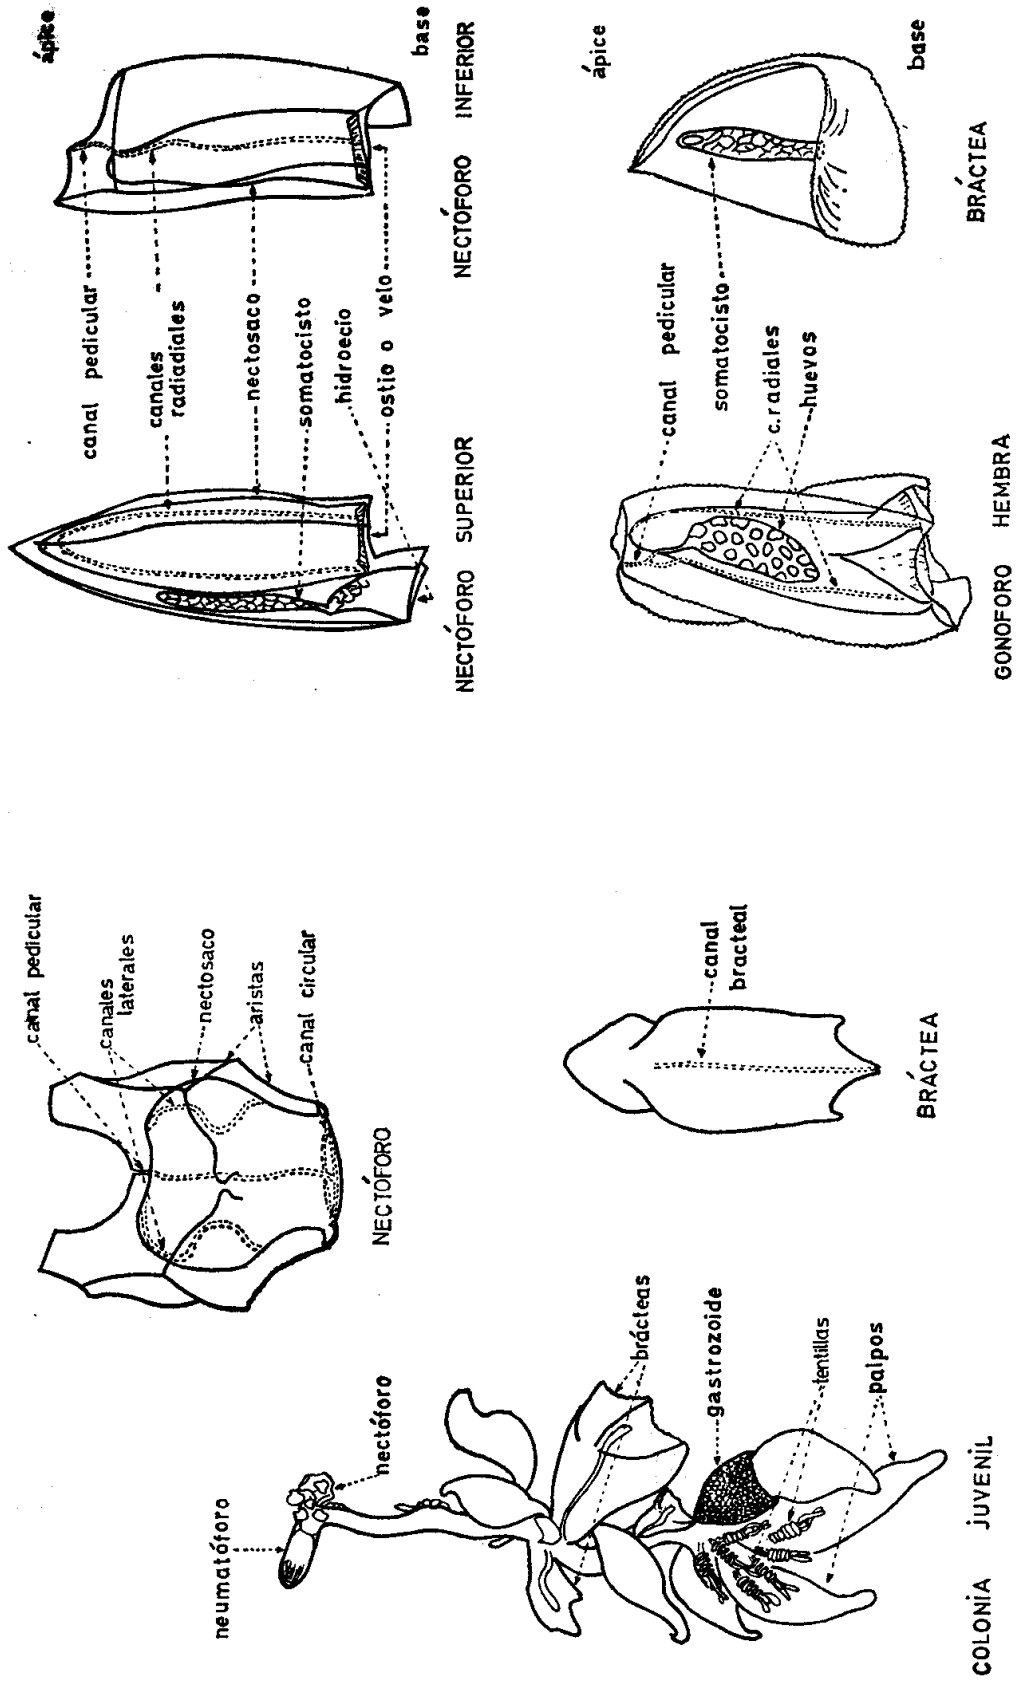 neumatóforo
nectóforo
brácteas
gastrozoide
tentillas
palpos
COLONIA JUVENIL
canal pedicular
canales
laterales
nectosaco
aristas
canal circular
NECTÓFORO
canal
bracteal
BRÁCTEA
ápice
canal pedicular
canales
radiadiales
nectosaco
somatocisto
hidroecio
ostio o velo
base
NECTÓFORO SUPERIOR
NECTÓFORO INFERIOR
ápice
canal pedicular
somatocisto
c.radiales
huevos
base
GONOFORO HEMBRA
BRÁCTEA